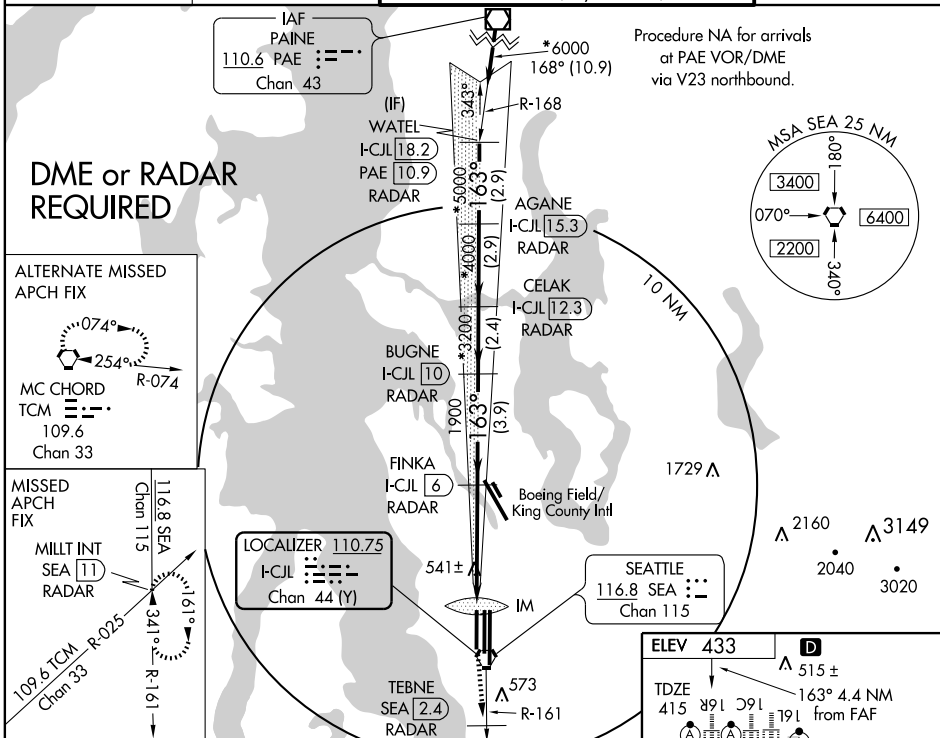 IAF
PAINE
110.6 PAE
Chan 43
*6000
168° (10.9)
Procedure NA for arrivals
at PAE VOR/DME
via V23 northbound.
343°
R-168
(IF)
WATEL
I-CJL 18.2
PAE 10.9
RADAR
*5000
163°
(2.9)
DME or RADAR
REQUIRED
MSA SEA 25 NM
180°
3400
070°
6400
2200
340°
AGANE
I-CJL 15.3
RADAR
*4000
(2.9)
CELAK
I-CJL 12.3
RADAR
10 NM
*3200
(2.4)
BUGNE
I-CJL 10
RADAR
1900
163°
(3.9)
ALTERNATE MISSED
APCH FIX
074°
254°
R-074
MC CHORD
TCM
109.6
Chan 33
FINKA
I-CJL 6
RADAR
Boeing Field/
King County Intl
1729
2160
3149
2040
3020
MISSED
APCH
FIX
116.8 SEA
Chan 115
MILLT INT
SEA 11
RADAR
161°
341°
R-161
109.6 TCM R-025
Chan 33
LOCALIZER 110.75
I-CJL
Chan 44 (Y)
541±
IM
SEATTLE
116.8 SEA
Chan 115
TEBNE
SEA 2.4
RADAR
573
R-161
ELEV 433
D
515 ±
TDZE
415
163° 4.4 NM
from FAF
16R
16C
16L
A
A